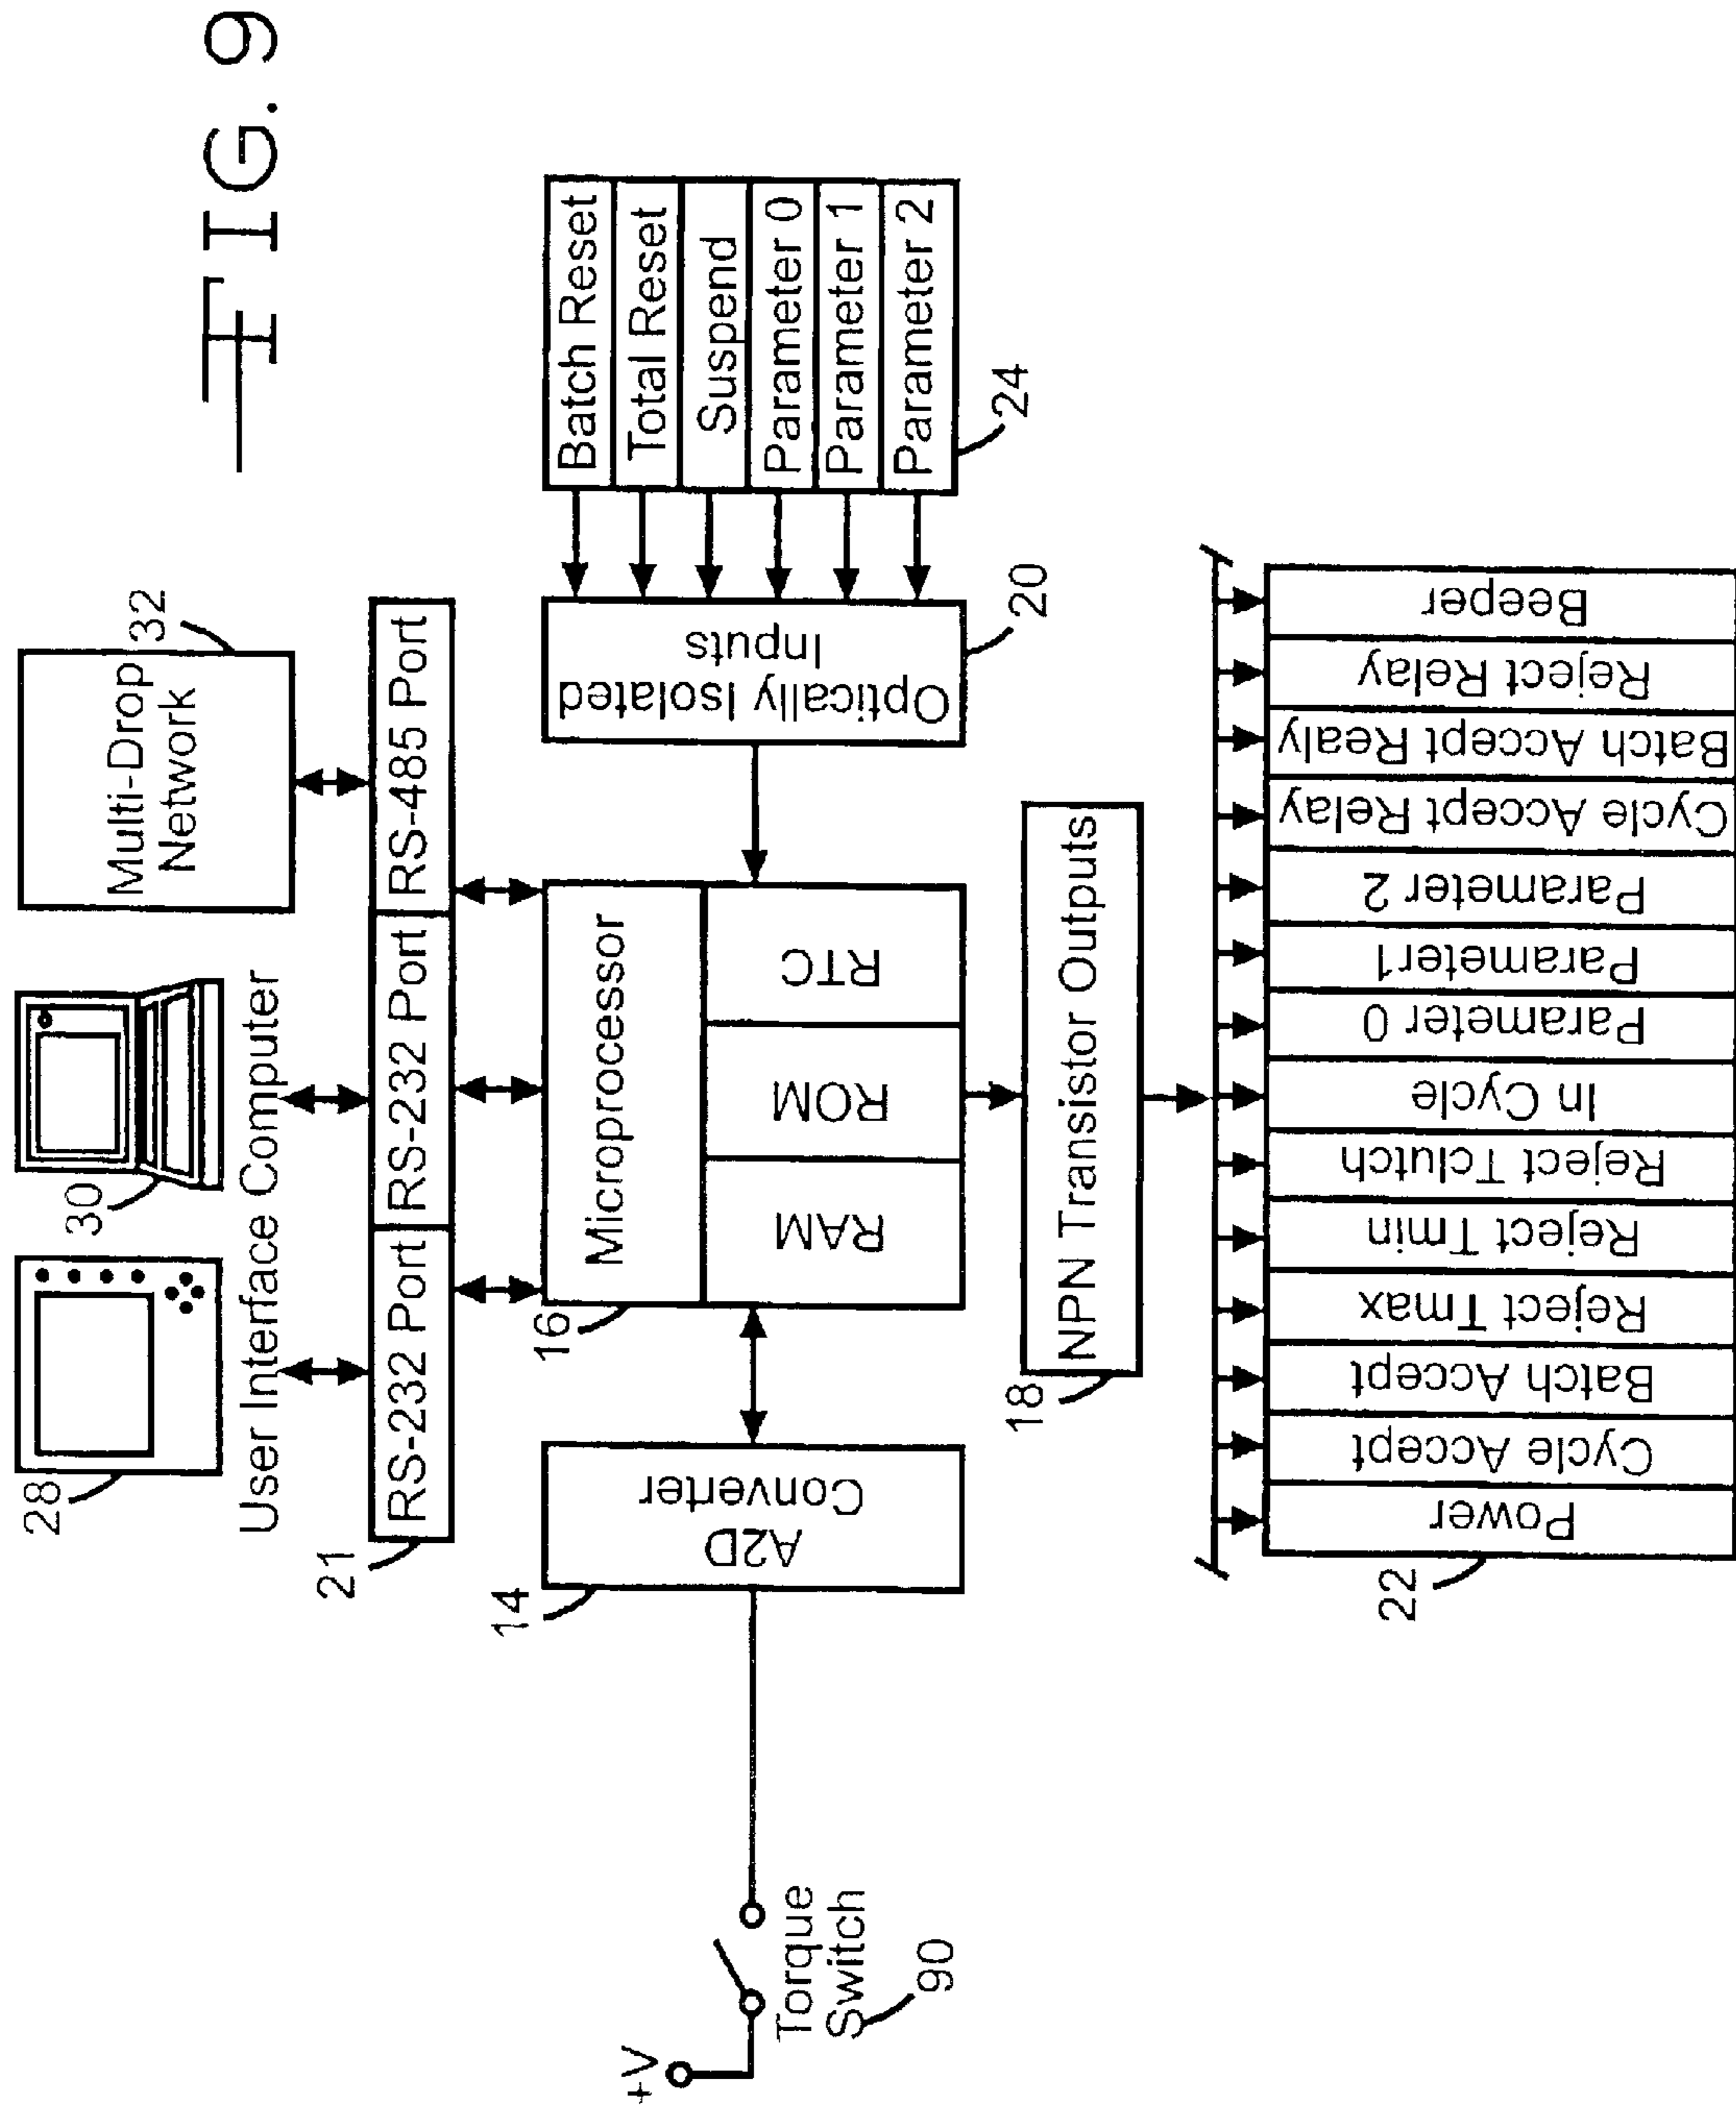 FIG. 9
28
30
32
User Interface Computer
Multi-Drop
Network
21
RS-232 Port
RS-232 Port
RS-485 Port
+V
Torque
Switch
90
14
A2D
Converter
16
Microprocessor
RAM
ROM
RTC
Optically Isolated
Inputs
20
Batch Reset
Total Reset
Suspend
Parameter 0
Parameter 1
Parameter 2
24
18
NPN Transistor Outputs
22
Power
Cycle Accept
Batch Accept
Reject Tmax
Reject Tmin
Reject Tclutch
In Cycle
Parameter 0
Parameter1
Parameter 2
Cycle Accept Relay
Batch Accept Realy
Reject Relay
Beeper